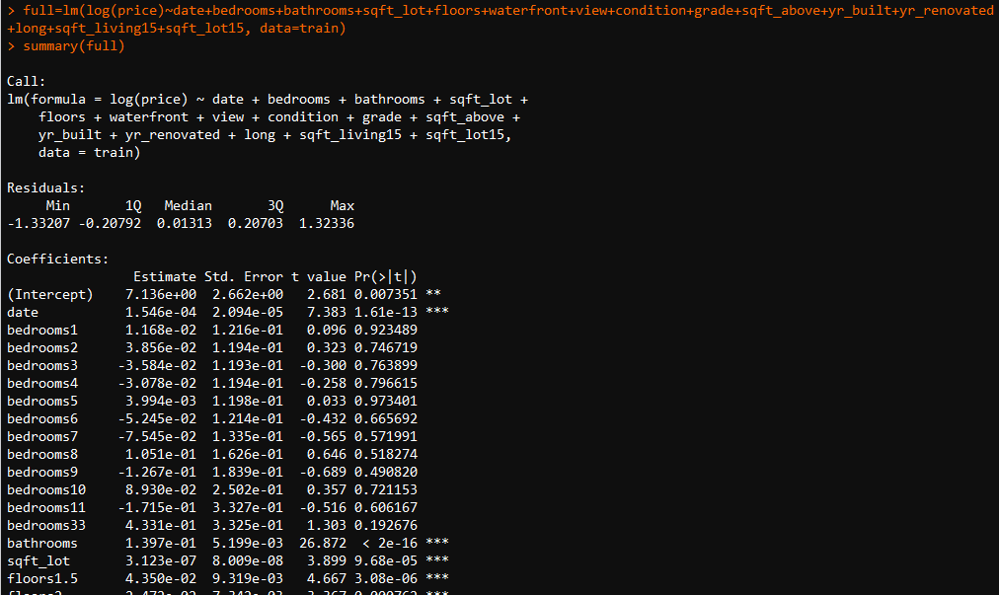 > full=lm(log(price)~date+bedrooms+bathrooms+sqft_lot+floors+waterfront+view+condition+grade+sqft_above+yr_built+yr_renovated
+long+sqft_living15+sqft_lot15, data=train)
> summary(full)
Call:
lm(formula = log(price) ~ date + bedrooms + bathrooms + sqft_lot +
floors + waterfront + view + condition + grade + sqft_above +
yr_built + yr_renovated + long + sqft_living15 + sqft_lot15,
data = train)
Residuals:
Min 1Q Median 3Q Max
-1.33207 -0.20792 0.01313 0.20703 1.32336
Coefficients:
Estimate Std. Error t value Pr(>|t|)
(Intercept) 7.136e+00 2.662e+00 2.681 0.007351 **
date 1.546e-04 2.094e-05 7.383 1.61e-13 ***
bedrooms1 1.168e-02 1.216e-01 0.096 0.923489
bedrooms2 3.856e-02 1.194e-01 0.323 0.746719
bedrooms3 -3.584e-02 1.193e-01 -0.300 0.763899
bedrooms4 -3.078e-02 1.194e-01 -0.258 0.796615
bedrooms5 3.994e-03 1.198e-01 0.033 0.973401
bedrooms6 -5.245e-02 1.214e-01 -0.432 0.665692
bedrooms7 -7.545e-02 1.335e-01 -0.565 0.571991
bedrooms8 1.051e-01 1.626e-01 0.646 0.518274
bedrooms9 -1.267e-01 1.839e-01 -0.689 0.490820
bedrooms10 8.930e-02 2.502e-01 0.357 0.721153
bedrooms11 -1.715e-01 3.327e-01 -0.516 0.606167
bedrooms33 4.331e-01 3.325e-01 1.303 0.192676
bathrooms 1.397e-01 5.199e-03 26.872 < 2e-16 ***
sqft_lot 3.123e-07 8.009e-08 3.899 9.68e-05 ***
floors1.5 4.350e-02 9.319e-03 4.667 3.08e-06 ***